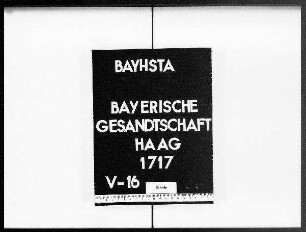 BAYHSTA
BAYERISCHE
GESANDTSCHAFT
HAAG
1717
V-16